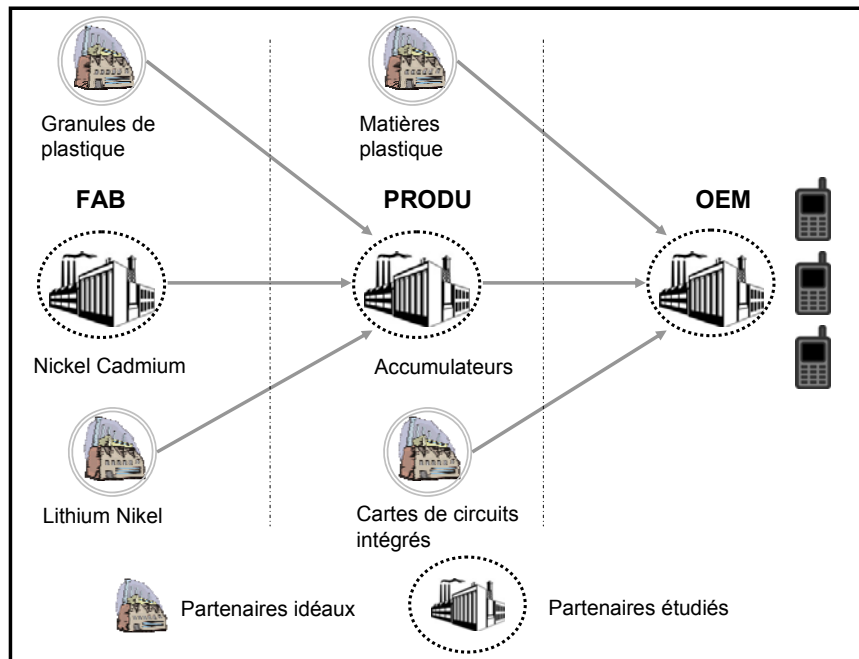 Granules de
plastique
Matières
plastique
FAB
PRODU
OEM
Nickel Cadmium
Accumulateurs
Lithium Nikel
Cartes de circuits
intégrés
Partenaires idéaux
Partenaires étudiés